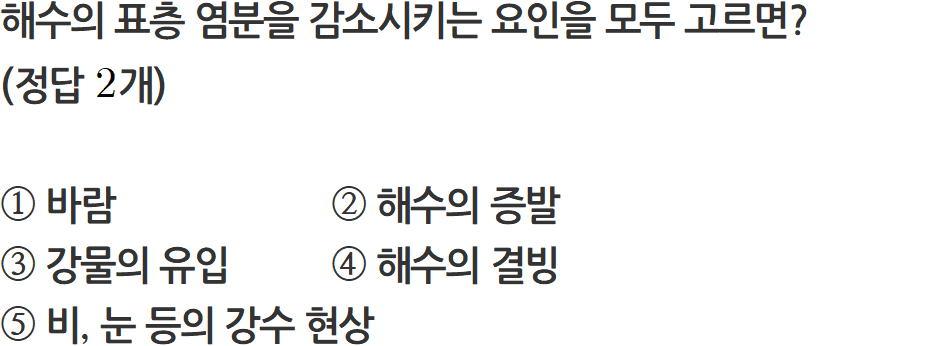 해수의 표층 염분을 감소시키는 요인을 모두 고르면?
(정답 2개)
① 바람 ② 해수의 증발
③ 강물의 유입 ④ 해수의 결빙
⑤ 비, 눈 등의 강수 현상